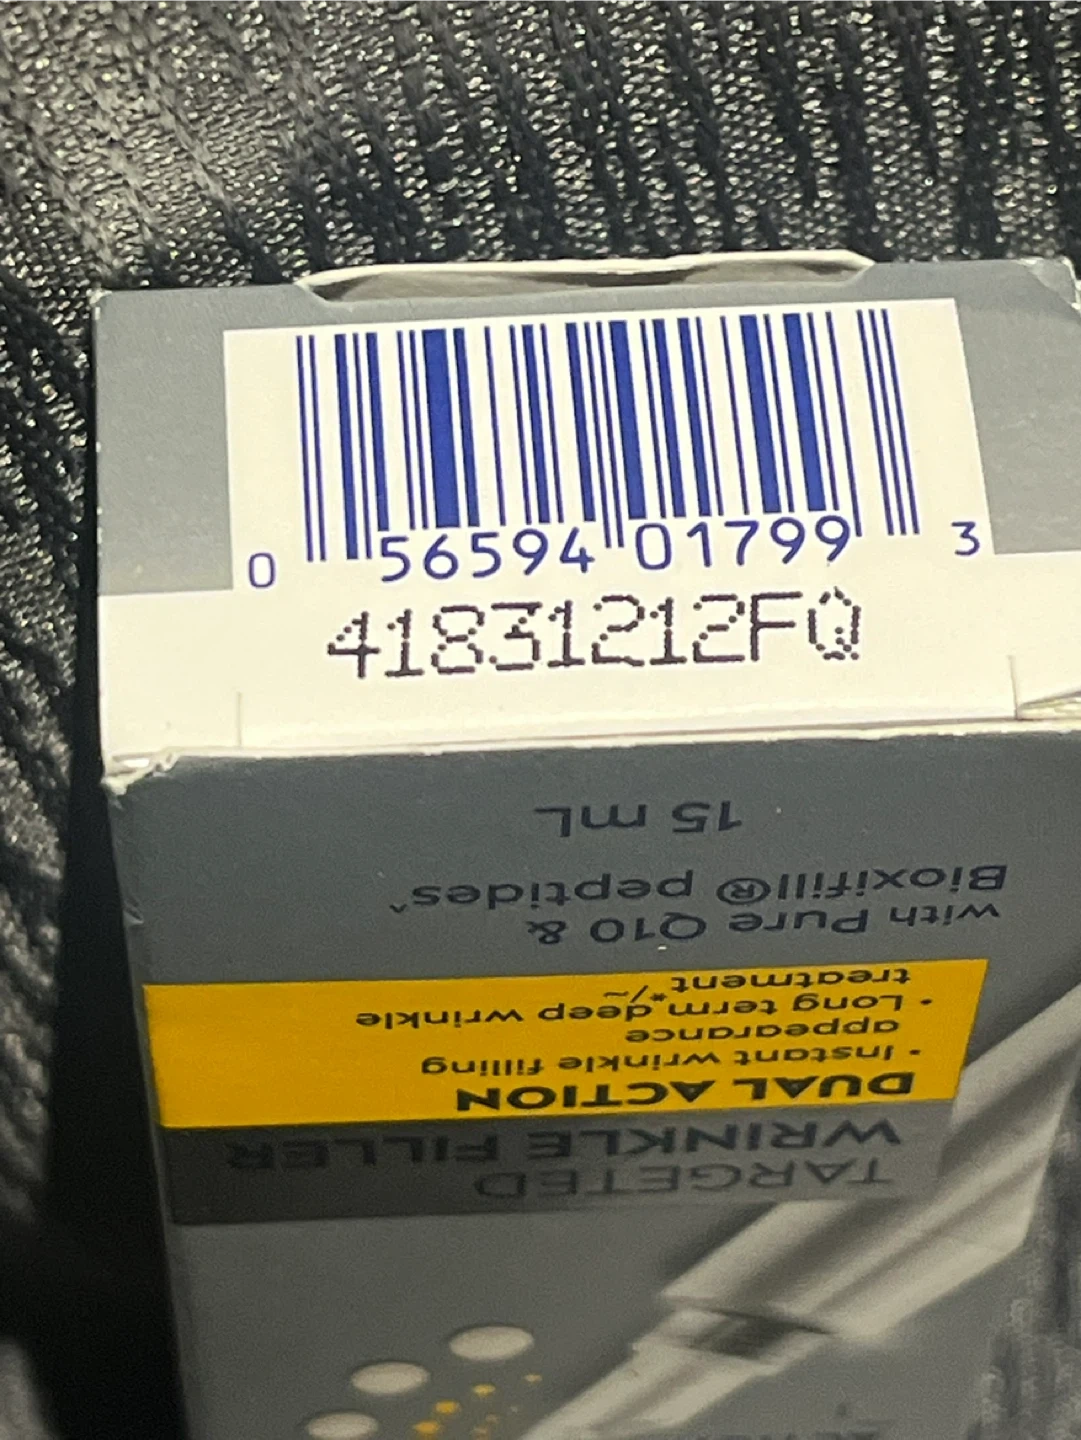 0 56594 01799 3
41831212FQ
TARGETED
WRINKLE FILLER
DUAL ACTION
• Instant wrinkle filling
appearance
• Long term*deep wrinkle
treatment*/~
with Pure Q10 &
Bioxifill® peptides^
15 mL